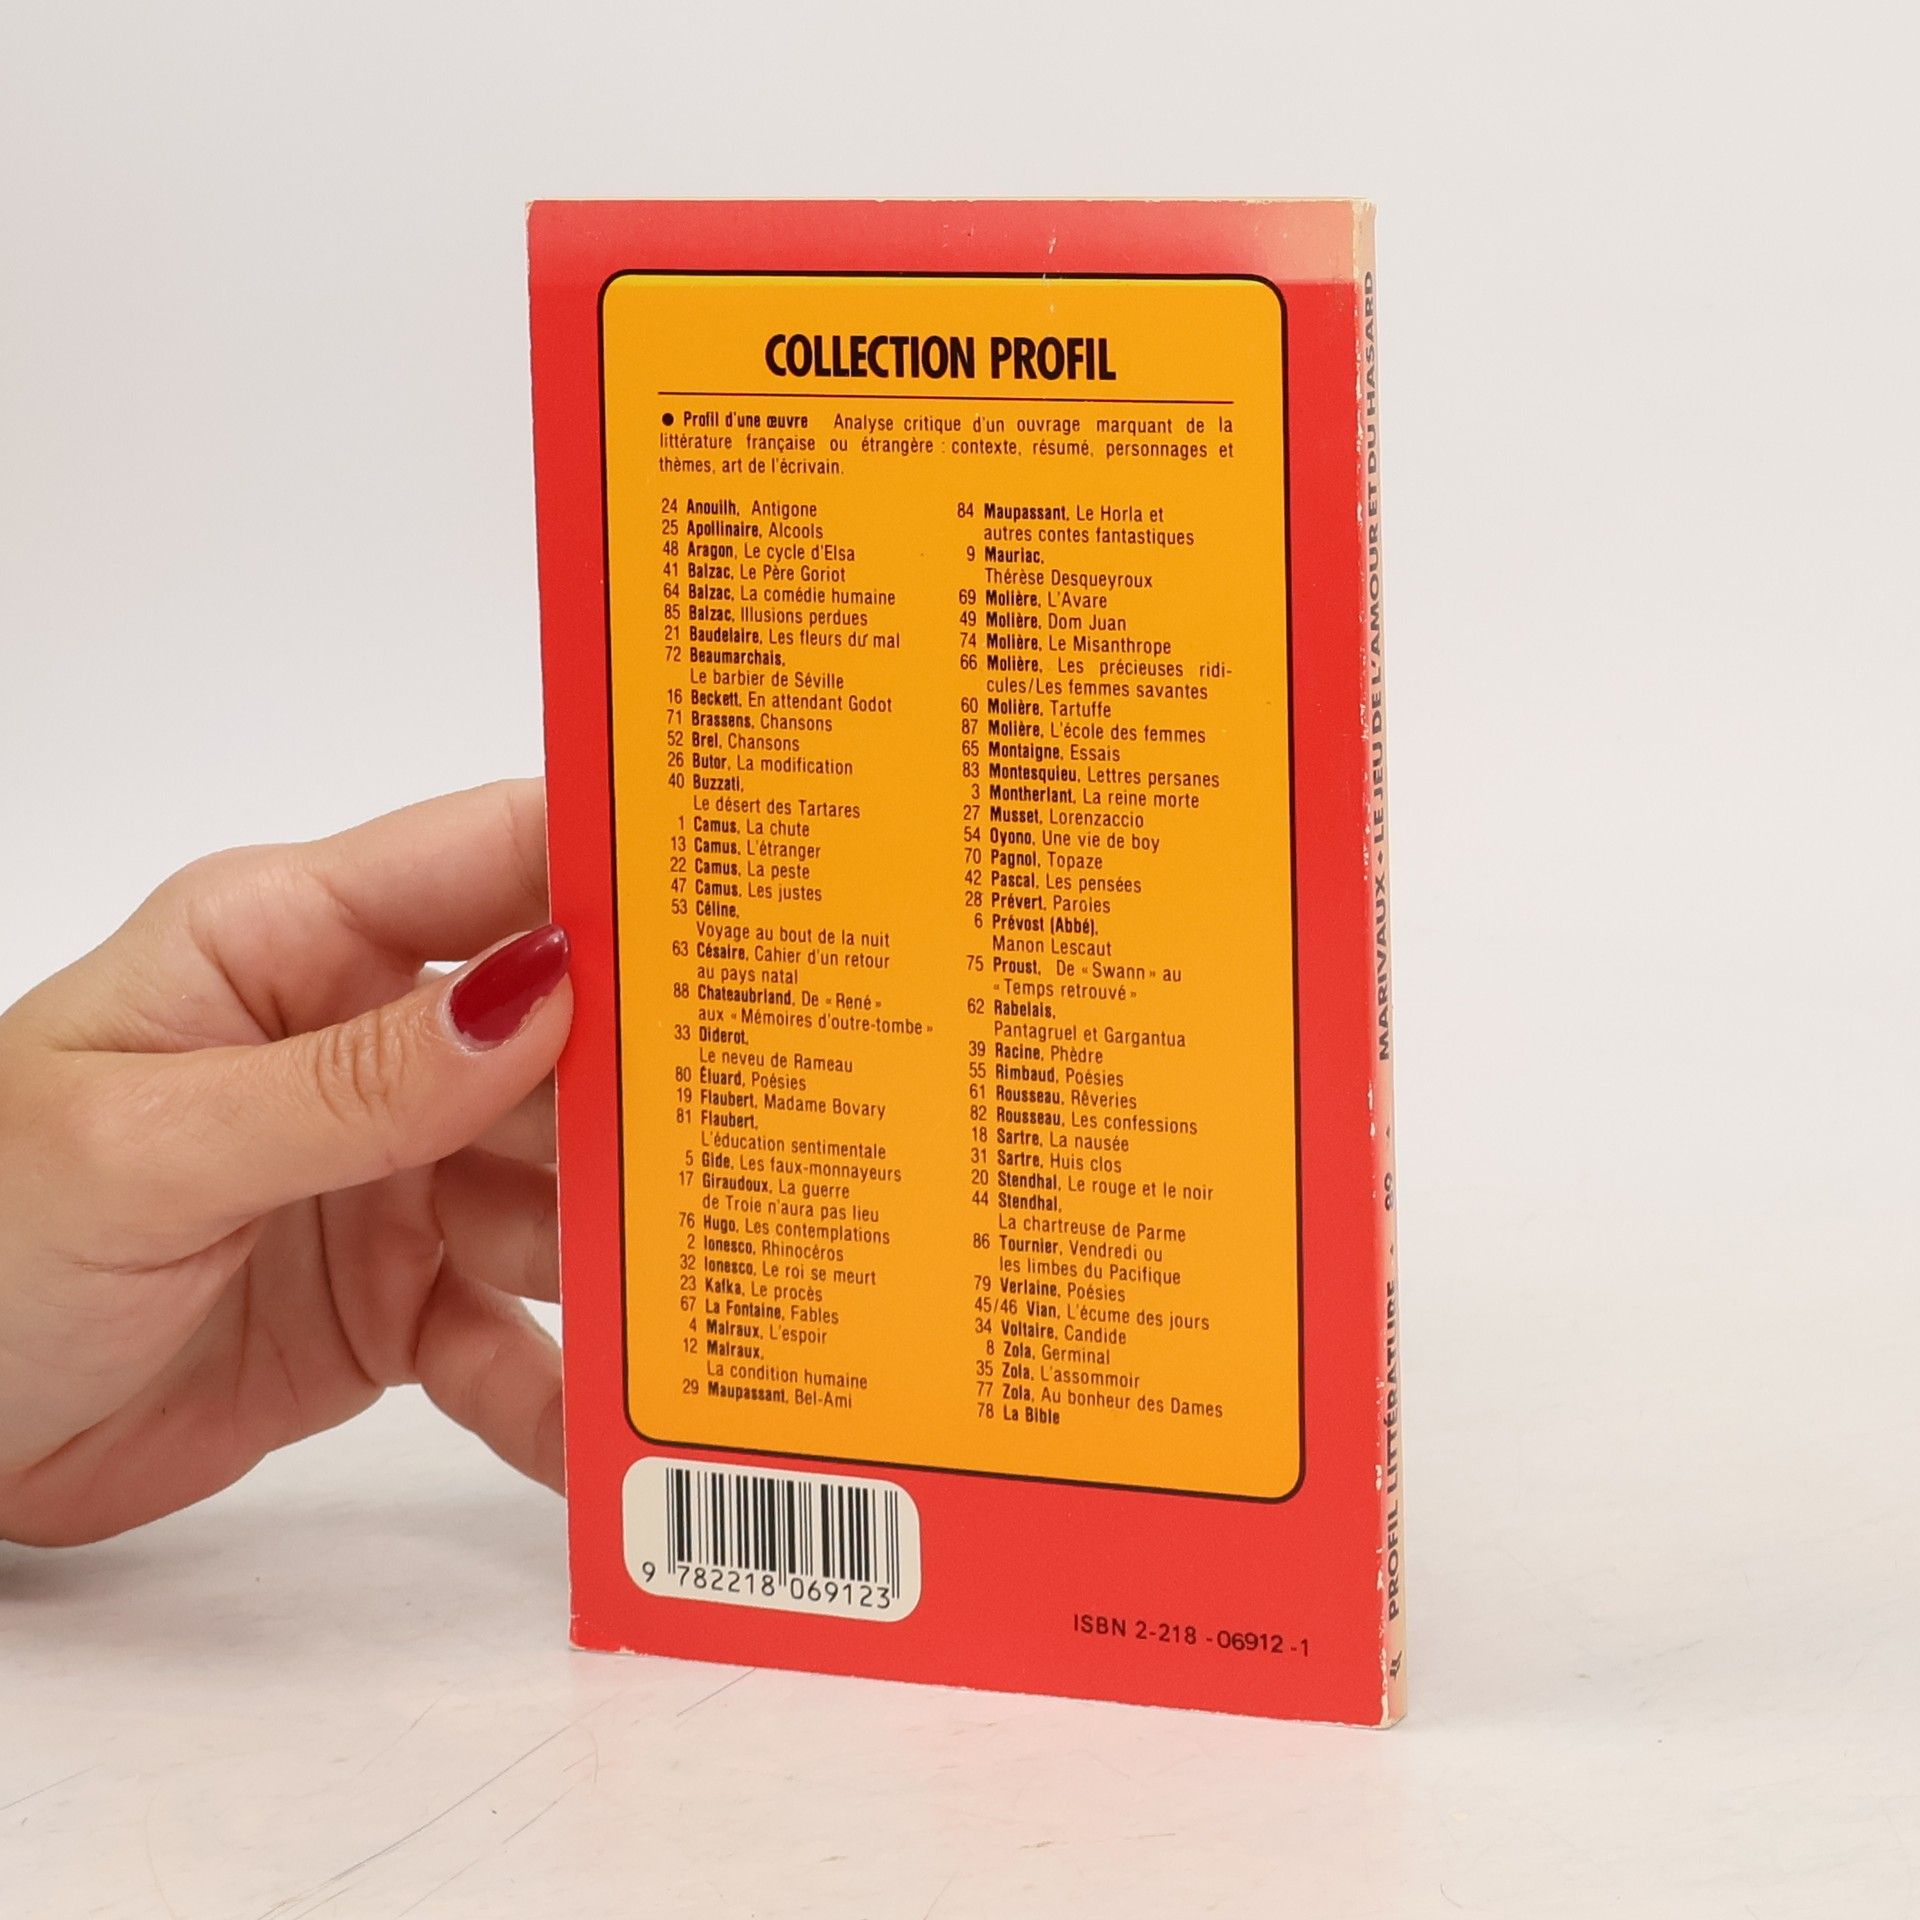 COLLECTION PROFIL
● Profil d'une œuvre Analyse critique d'un ouvrage marquant de la
littérature française ou étrangère : contexte, résumé, personnages et
thèmes, art de l'écrivain.
24 Anouilh, Antigone
25 Apollinaire, Alcools
48 Aragon, Le cycle d'Elsa
41 Balzac, Le Père Goriot
64 Balzac, La comédie humaine
85 Balzac, Illusions perdues
21 Baudelaire, Les fleurs du mal
72 Beaumarchais,
Le barbier de Séville
16 Beckett, En attendant Godot
71 Brassens, Chansons
52 Brel, Chansons
26 Butor, La modification
40 Buzzati,
Le désert des Tartares
1 Camus, La chute
13 Camus, L'étranger
22 Camus, La peste
47 Camus, Les justes
53 Céline,
Voyage au bout de la nuit
63 Césaire, Cahier d'un retour
au pays natal
88 Chateaubriand, De « René »
aux « Mémoires d'outre-tombe »
33 Diderot,
Le neveu de Rameau
80 Éluard, Poésies
19 Flaubert, Madame Bovary
81 Flaubert,
L'éducation sentimentale
5 Gide, Les faux-monnayeurs
17 Giraudoux, La guerre
de Troie n'aura pas lieu
76 Hugo, Les contemplations
2 Ionesco, Rhinocéros
32 Ionesco, Le roi se meurt
23 Kafka, Le procès
67 La Fontaine, Fables
4 Malraux, L'espoir
12 Malraux,
La condition humaine
29 Maupassant, Bel-Ami
84 Maupassant, Le Horla et
autres contes fantastiques
9 Mauriac,
Thérèse Desqueyroux
69 Molière, L'Avare
49 Molière, Dom Juan
74 Molière, Le Misanthrope
66 Molière, Les précieuses ridi-
cules/Les femmes savantes
60 Molière, Tartuffe
87 Molière, L'école des femmes
65 Montaigne, Essais
83 Montesquieu, Lettres persanes
3 Montherlant, La reine morte
27 Musset, Lorenzaccio
54 Oyono, Une vie de boy
70 Pagnol, Topaze
42 Pascal, Les pensées
28 Prévert, Paroles
6 Prévost (Abbé),
Manon Lescaut
75 Proust, De « Swann » au
« Temps retrouvé »
62 Rabelais,
Pantagruel et Gargantua
39 Racine, Phèdre
55 Rimbaud, Poésies
61 Rousseau, Rêveries
82 Rousseau, Les confessions
18 Sartre, La nausée
31 Sartre, Huis clos
20 Stendhal, Le rouge et le noir
44 Stendhal,
La chartreuse de Parme
86 Tournier, Vendredi ou
les limbes du Pacifique
79 Verlaine, Poésies
45/46 Vian, L'écume des jours
34 Voltaire, Candide
8 Zola, Germinal
35 Zola, L'assommoir
77 Zola, Au bonheur des Dames
78 La Bible
9 782218 069123
ISBN 2-218-06912-1
PROFIL LITTÉRATURE
MARIVAUX • LE JEU DE L'AMOUR ET DU HASARD